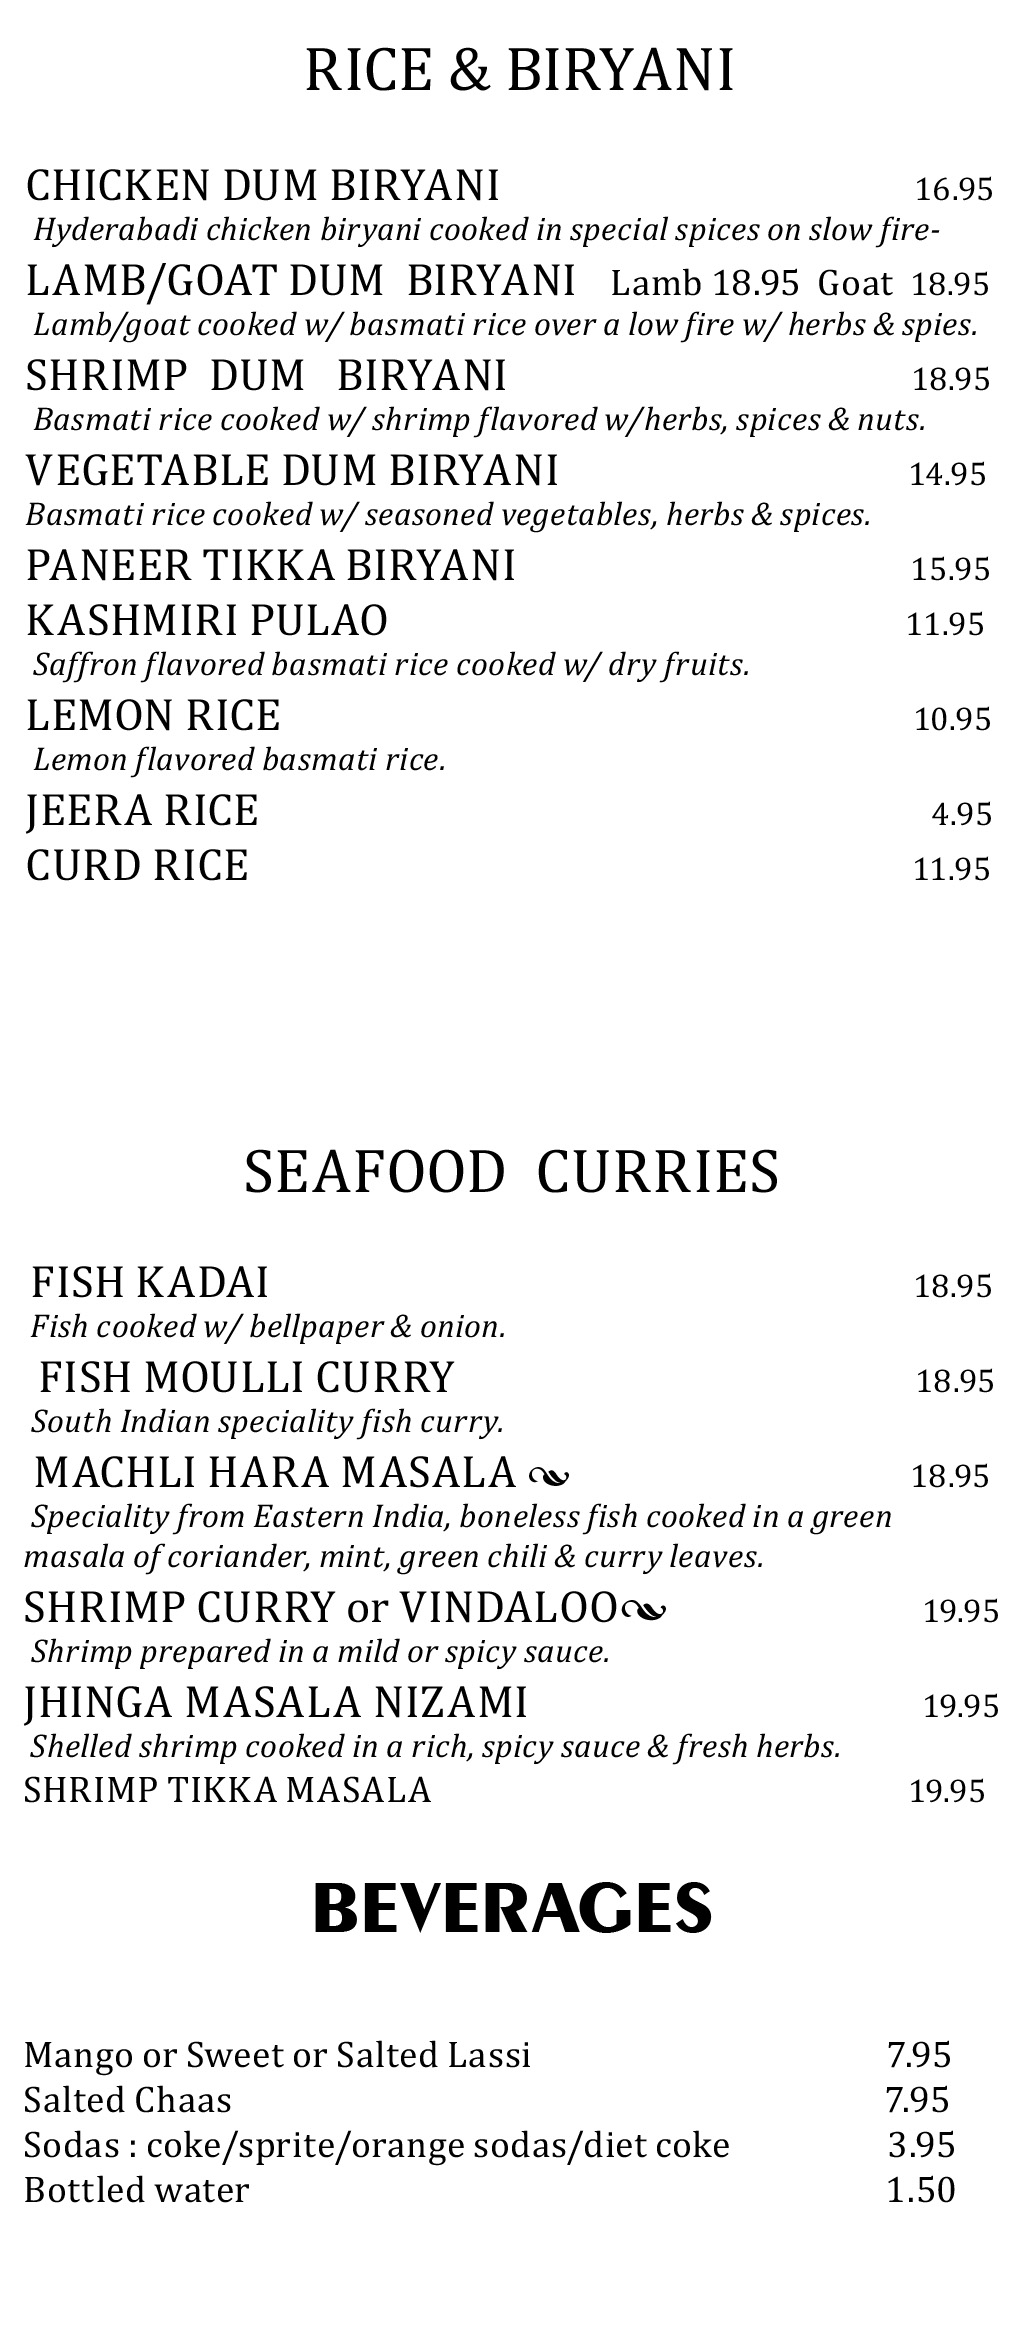 RICE & BIRYANI
CHICKEN DUM BIRYANI 16.95
Hyderabadi chicken biryani cooked in special spices on slow fire-
LAMB/GOAT DUM BIRYANI Lamb 18.95 Goat 18.95
Lamb/goat cooked w/ basmati rice over a low fire w/ herbs & spies.
SHRIMP DUM BIRYANI 18.95
Basmati rice cooked w/ shrimp flavored w/herbs, spices & nuts.
VEGETABLE DUM BIRYANI 14.95
Basmati rice cooked w/ seasoned vegetables, herbs & spices.
PANEER TIKKA BIRYANI 15.95
KASHMIRI PULAO 11.95
Saffron flavored basmati rice cooked w/ dry fruits.
LEMON RICE 10.95
Lemon flavored basmati rice.
JEERA RICE 4.95
CURD RICE 11.95
SEAFOOD CURRIES
FISH KADAI 18.95
Fish cooked w/ bellpaper & onion.
FISH MOULLI CURRY 18.95
South Indian speciality fish curry.
MACHLI HARA MASALA 18.95
Speciality from Eastern India, boneless fish cooked in a green
masala of coriander, mint, green chili & curry leaves.
SHRIMP CURRY or VINDALOO 19.95
Shrimp prepared in a mild or spicy sauce.
JHINGA MASALA NIZAMI 19.95
Shelled shrimp cooked in a rich, spicy sauce & fresh herbs.
SHRIMP TIKKA MASALA 19.95
BEVERAGES
Mango or Sweet or Salted Lassi 7.95
Salted Chaas 7.95
Sodas : coke/sprite/orange sodas/diet coke 3.95
Bottled water 1.50